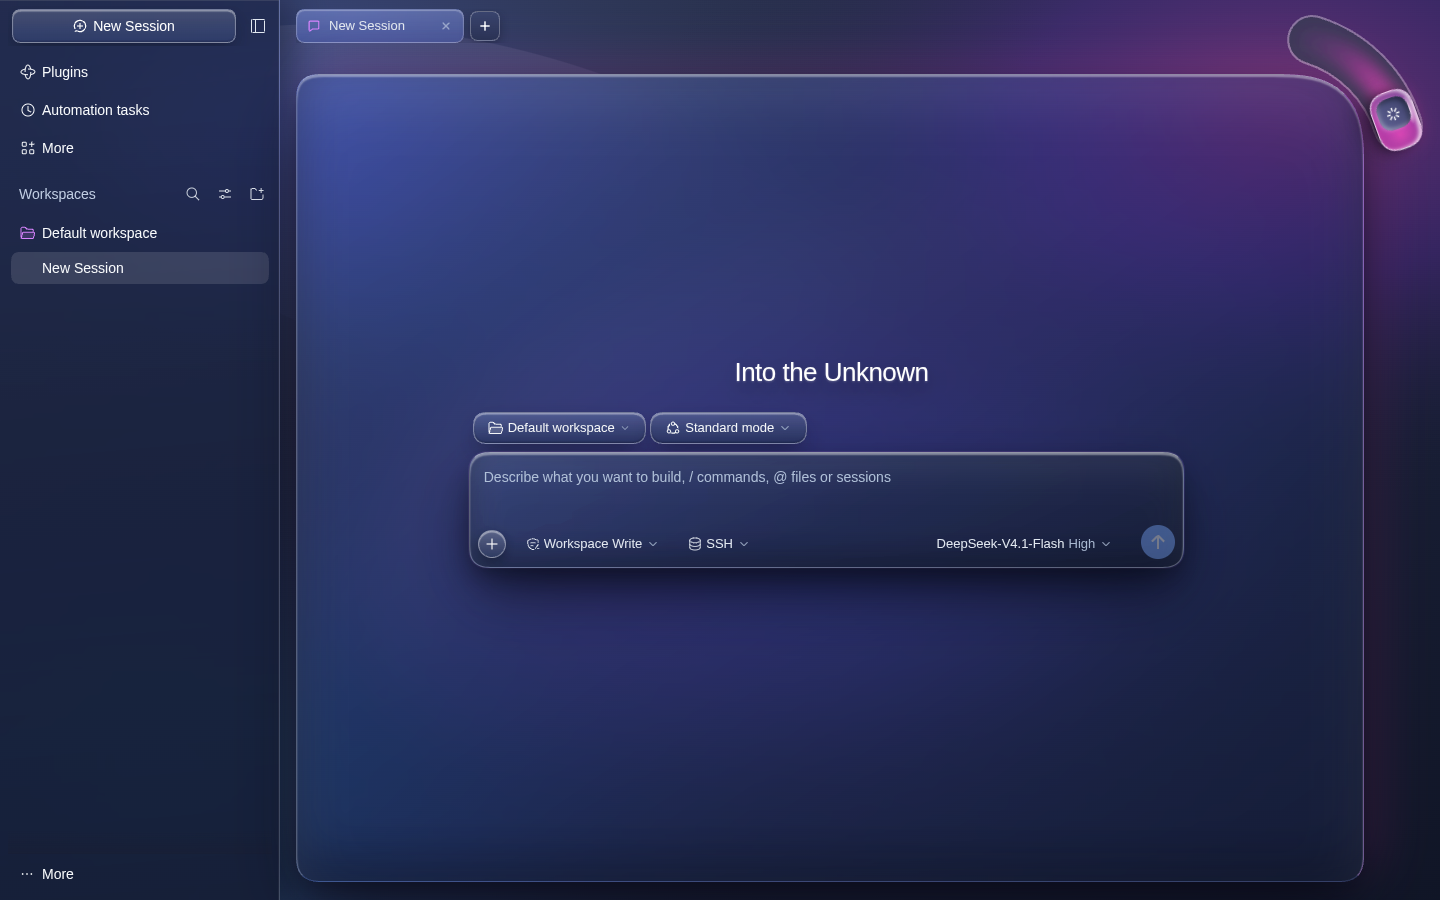 New Session
Plugins
Automation tasks
More
Workspaces
Default workspace
New Session
More
New Session
Into the Unknown
Default workspace
Standard mode
Describe what you want to build, / commands, @ files or sessions
Workspace Write
SSH
DeepSeek-V4.1-Flash High